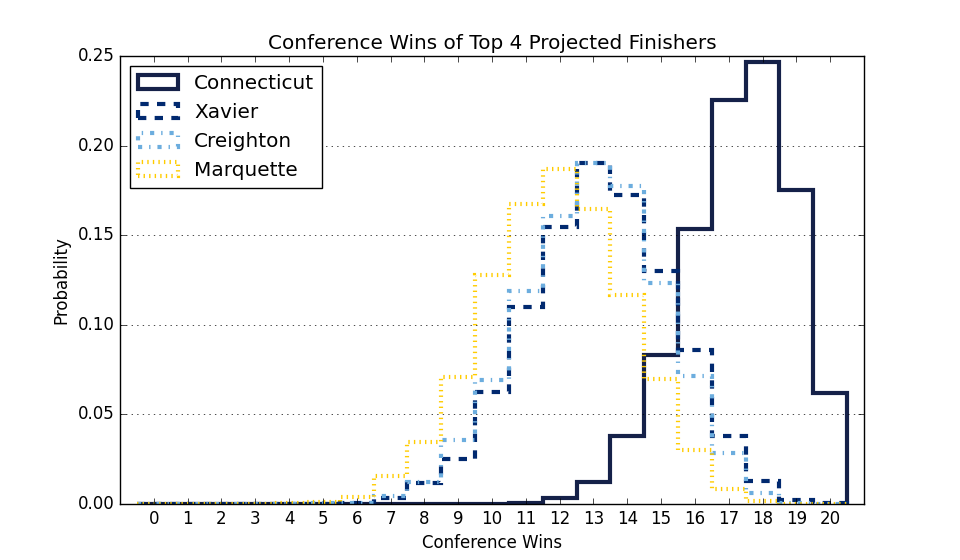 Conference Wins of Top 4 Projected Finishers
Connecticut
Xavier
Creighton
Marquette
0.25
0.20
0.15
0.10
0.05
0.00
Probability
0 1 2 3 4 5 6 7 8 9 10 11 12 13 14 15 16 17 18 19 20
Conference Wins